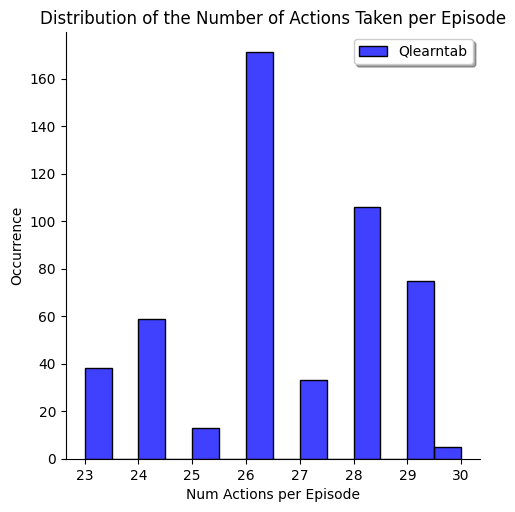 Distribution of the Number of Actions Taken per Episode
Qlearntab
Occurrence
160
140
120
100
80
60
40
20
0
23 24 25 26 27 28 29 30
Num Actions per Episode